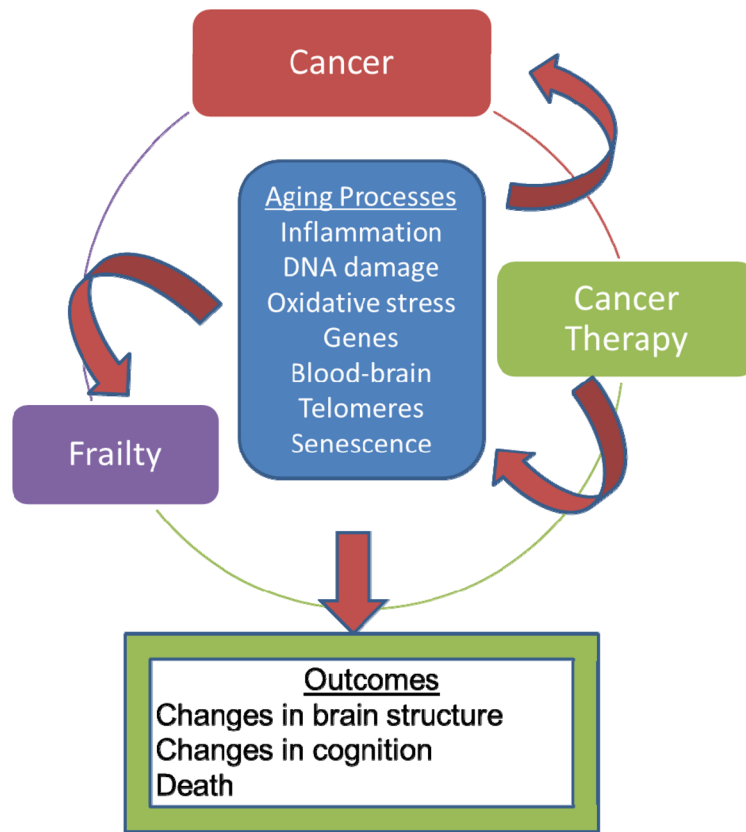 Cancer
Aging Processes
Inflammation
DNA damage
Oxidative stress
Genes
Blood-brain
Telomeres
Senescence
Cancer
Therapy
Frailty
Outcomes
Changes in brain structure
Changes in cognition
Death